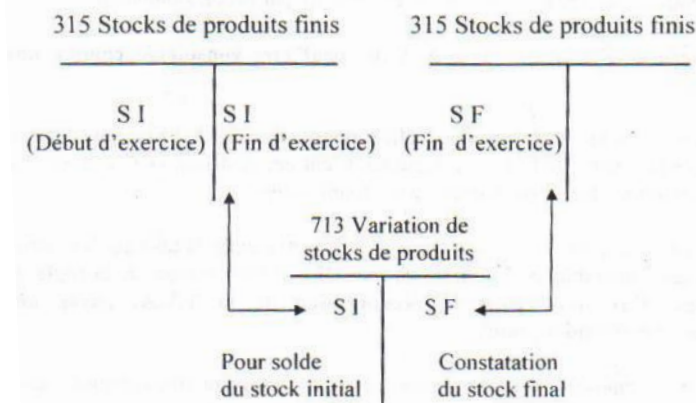 315 Stocks de produits finis 315 Stocks de produits finis
S I S I S F
(Début d'exercice) (Fin d'exercice) (Fin d'exercice)
713 Variation de
stocks de produits
S I S F
Pour solde Constatation
du stock initial du stock final